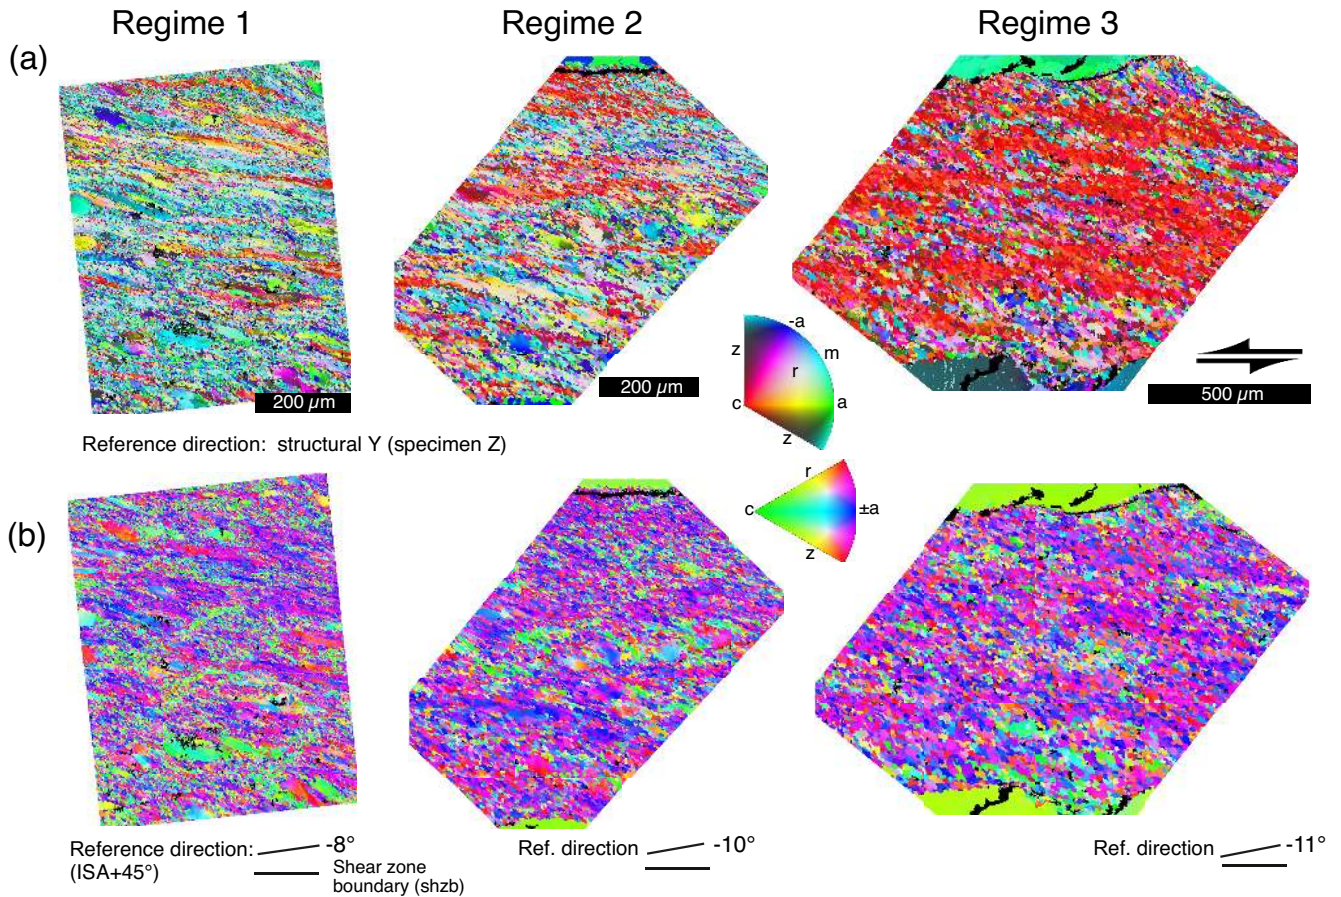 Regime 1
Regime 2
Regime 3
(a)
-a
z
m
r
c
a
z
200 µm
200 µm
500 µm
Reference direction: structural Y (specimen Z)
(b)
r
c
±a
z
Reference direction:
(ISA+45°)
-8°
Shear zone
boundary (shzb)
Ref. direction
-10°
Ref. direction
-11°